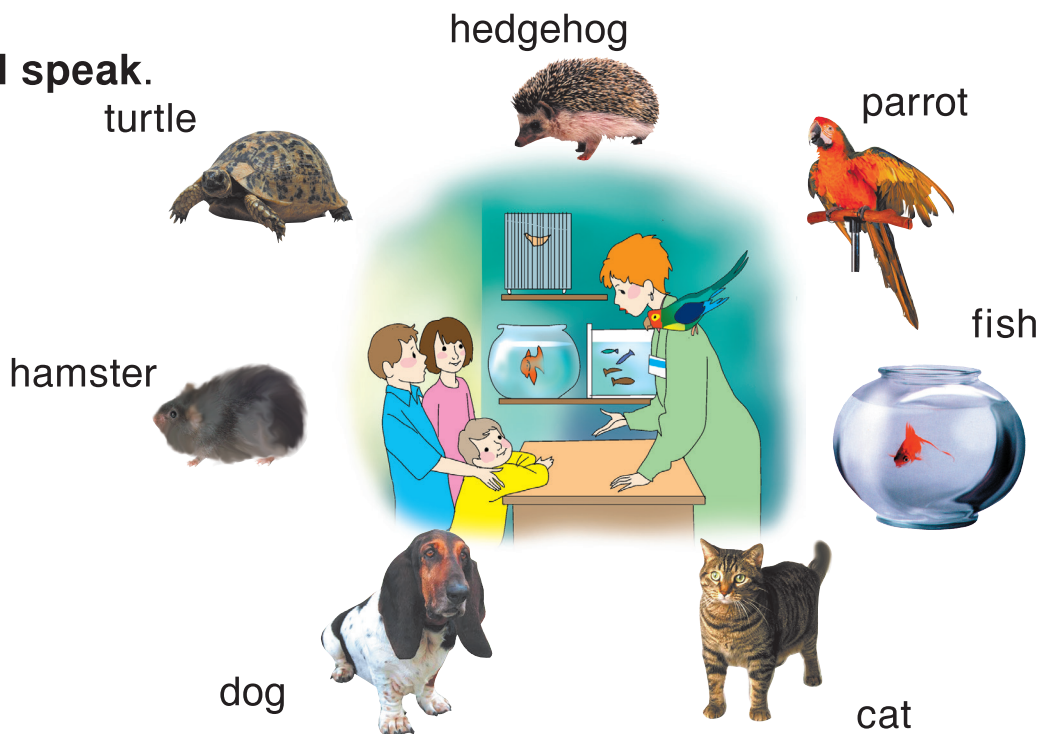 hedgehog
speak.
turtle
parrot
fish
hamster
dog
cat